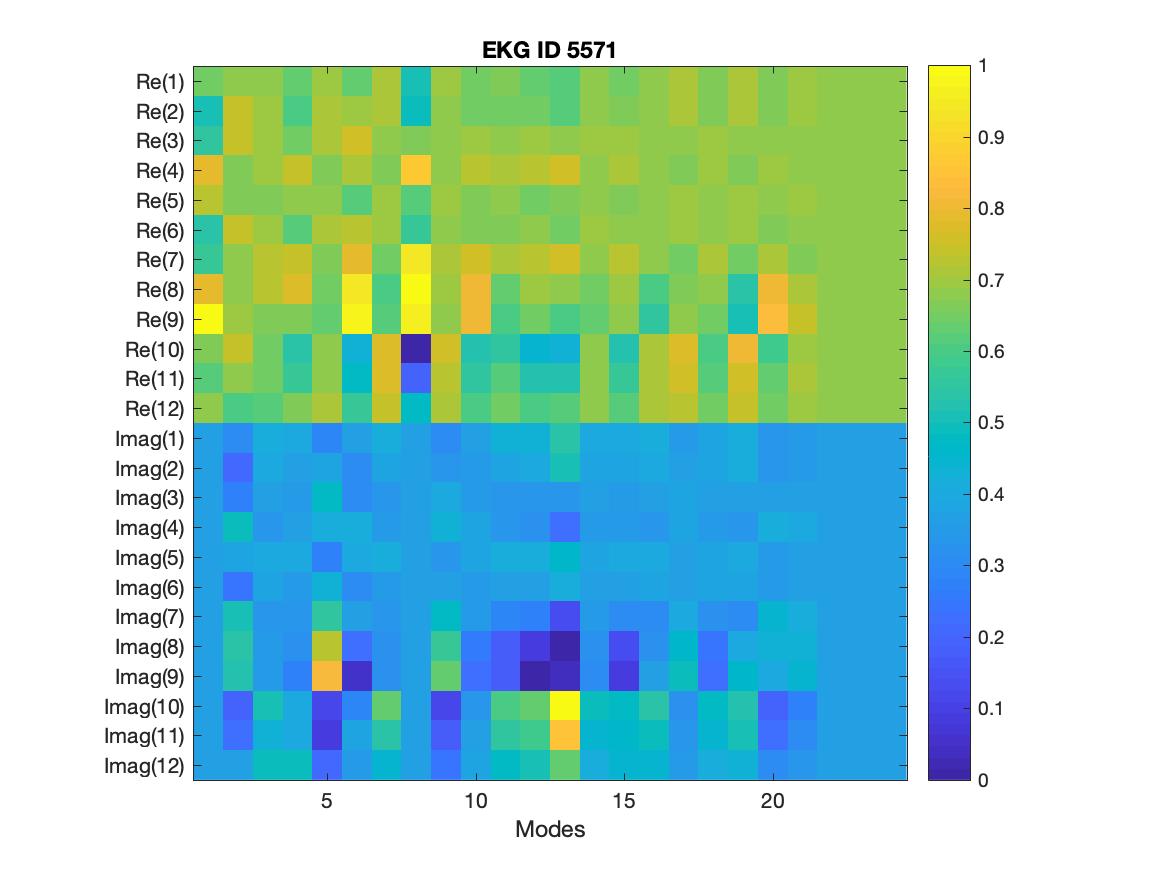 EKG ID 5571
Re(1)
Re(2)
Re(3)
Re(4)
Re(5)
Re(6)
Re(7)
Re(8)
Re(9)
Re(10)
Re(11)
Re(12)
Imag(1)
Imag(2)
Imag(3)
Imag(4)
Imag(5)
Imag(6)
Imag(7)
Imag(8)
Imag(9)
Imag(10)
Imag(11)
Imag(12)
5 10 15 20
Modes
1
0.9
0.8
0.7
0.6
0.5
0.4
0.3
0.2
0.1
0